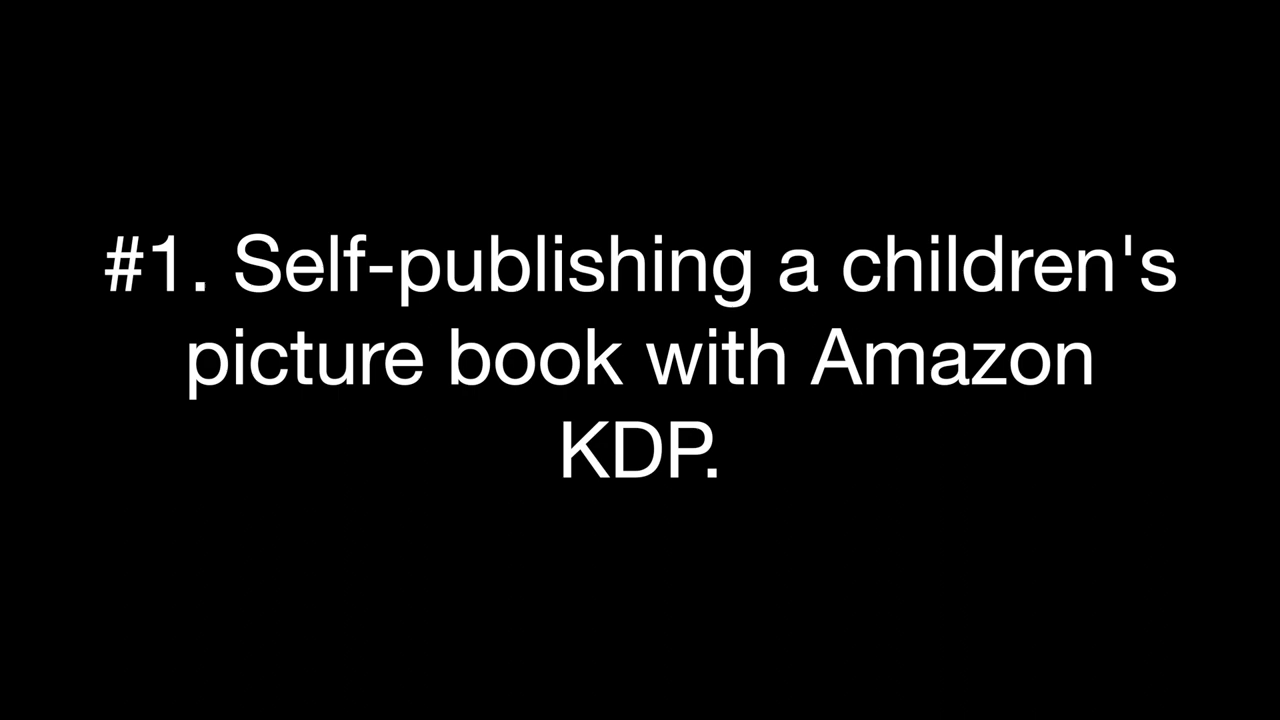 #1. Self-publishing a children's
picture book with Amazon
KDP.